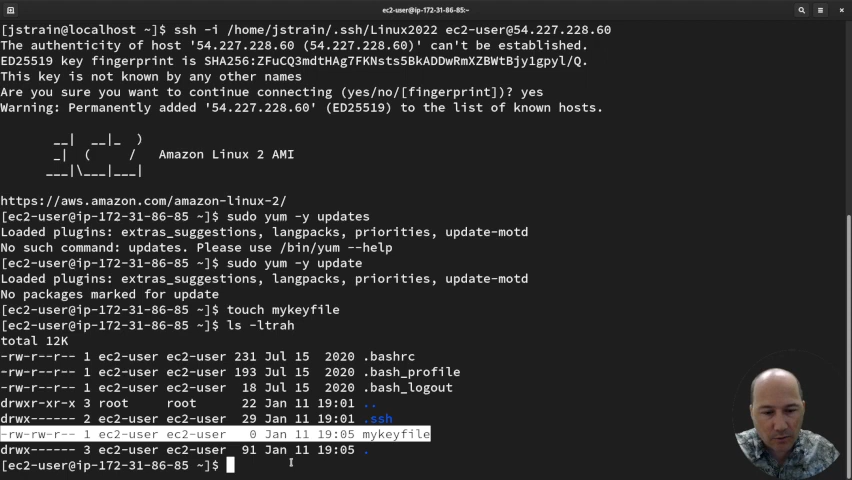 ec2-user@ip-172-31-86-85:~
[jstrain@localhost ~]$ ssh -i /home/jstrain/.ssh/Linux2022 ec2-user@54.227.228.60
The authenticity of host '54.227.228.60 (54.227.228.60)' can't be established.
ED25519 key fingerprint is SHA256:ZFuCQ3mdtHAg7FKNsts5BkADDwRmXZBWtBjy1gpyl/Q.
This key is not known by any other names
Are you sure you want to continue connecting (yes/no/[fingerprint])? yes
Warning: Permanently added '54.227.228.60' (ED25519) to the list of known hosts.
__|  __|_  )
_|  (     /   Amazon Linux 2 AMI
___|\___|___|
https://aws.amazon.com/amazon-linux-2/
[ec2-user@ip-172-31-86-85 ~]$ sudo yum -y updates
Loaded plugins: extras_suggestions, langpacks, priorities, update-motd
No such command: updates. Please use /bin/yum --help
[ec2-user@ip-172-31-86-85 ~]$ sudo yum -y update
Loaded plugins: extras_suggestions, langpacks, priorities, update-motd
No packages marked for update
[ec2-user@ip-172-31-86-85 ~]$ touch mykeyfile
[ec2-user@ip-172-31-86-85 ~]$ ls -ltrah
total 12K
-rw-r--r-- 1 ec2-user ec2-user 231 Jul 15  2020 .bashrc
-rw-r--r-- 1 ec2-user ec2-user 193 Jul 15  2020 .bash_profile
-rw-r--r-- 1 ec2-user ec2-user  18 Jul 15  2020 .bash_logout
drwxr-xr-x 3 root     root      22 Jan 11 19:01 ..
drwx------ 2 ec2-user ec2-user  29 Jan 11 19:01 .ssh
-rw-rw-r-- 1 ec2-user ec2-user   0 Jan 11 19:05 mykeyfile
drwx------ 3 ec2-user ec2-user  91 Jan 11 19:05 .
[ec2-user@ip-172-31-86-85 ~]$